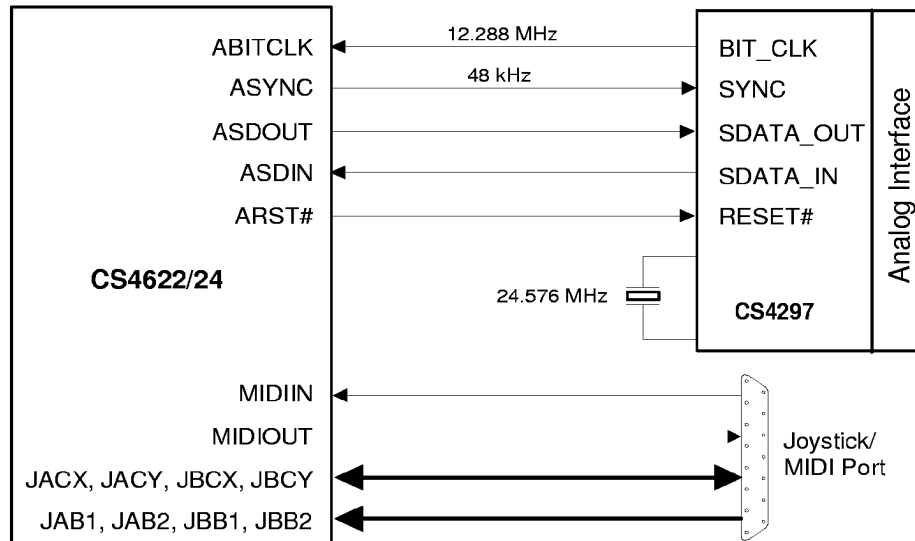 ABITCLK 12.288 MHz BIT_CLK
ASYNC 48 kHz SYNC
ASDOUT SDATA_OUT
ASDIN SDATA_IN
ARST# RESET#
Analog Interface
CS4622/24
24.576 MHz
CS4297
MIDIIN
MIDIOUT
Joystick/
MIDI Port
JACX, JACY, JBCX, JBCY
JAB1, JAB2, JBB1, JBB2